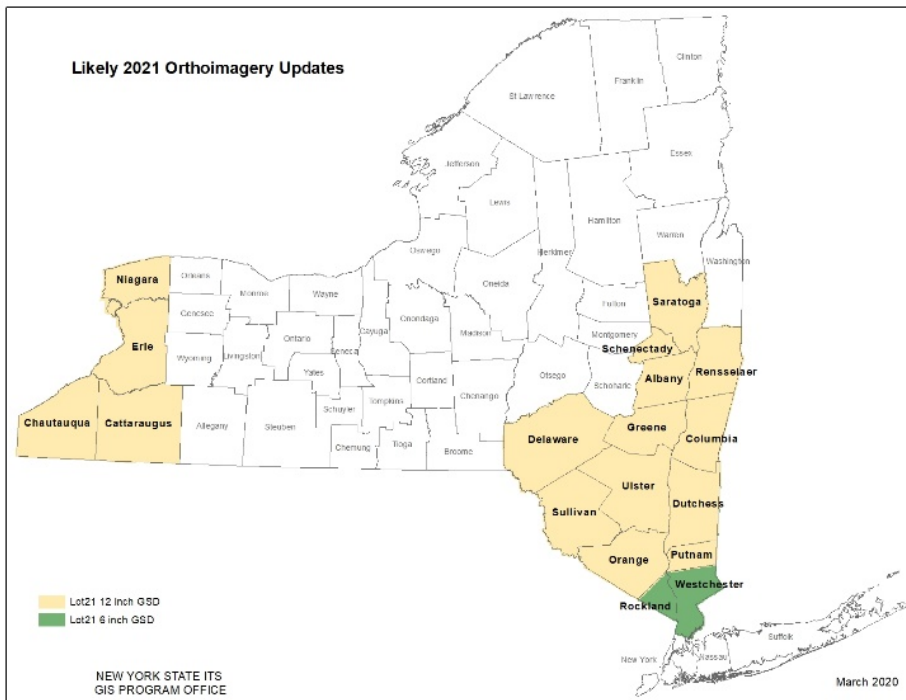 Likely 2021 Orthoimagery Updates
Clinton
Franklin
St Lawrence
Essex
Jefferson
Lewis
Hamilton
Warren
Herkimer
Washington
Oswego
Niagara
Orleans
Monroe
Wayne
Oneida
Saratoga
Fulton
Genesee
Onondaga
Cayuga
Madison
Montgomery
Erie
Ontario
Seneca
Schenectady
Wyoming
Livingston
Yates
Cortland
Otsego
Schoharie
Albany
Rensselaer
Chenango
Tompkins
Schuyler
Chautauqua
Cattaraugus
Allegany
Steuben
Greene
Columbia
Delaware
Chemung
Tioga
Broome
Ulster
Dutchess
Sullivan
Orange
Putnam
Westchester
Rockland
Lot21 12 inch GSD
Lot21 6 inch GSD
Suffolk
New York
Nassau
NEW YORK STATE ITS
GIS PROGRAM OFFICE
March 2020